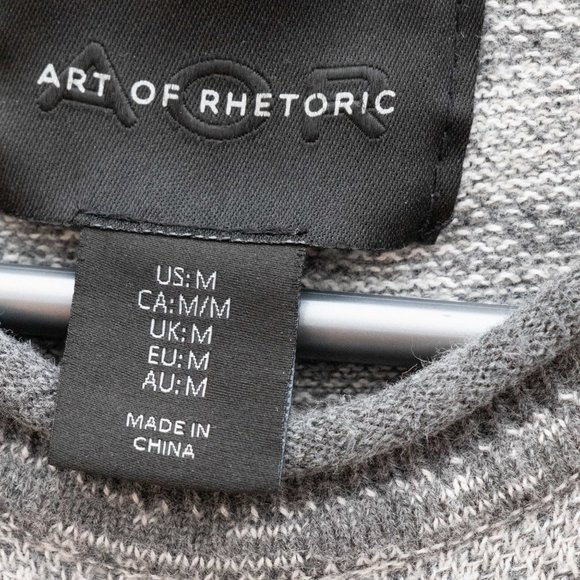 AOR
ART OF RHETORIC
US: M
CA: M/M
UK: M
EU: M
AU: M
MADE IN
CHINA